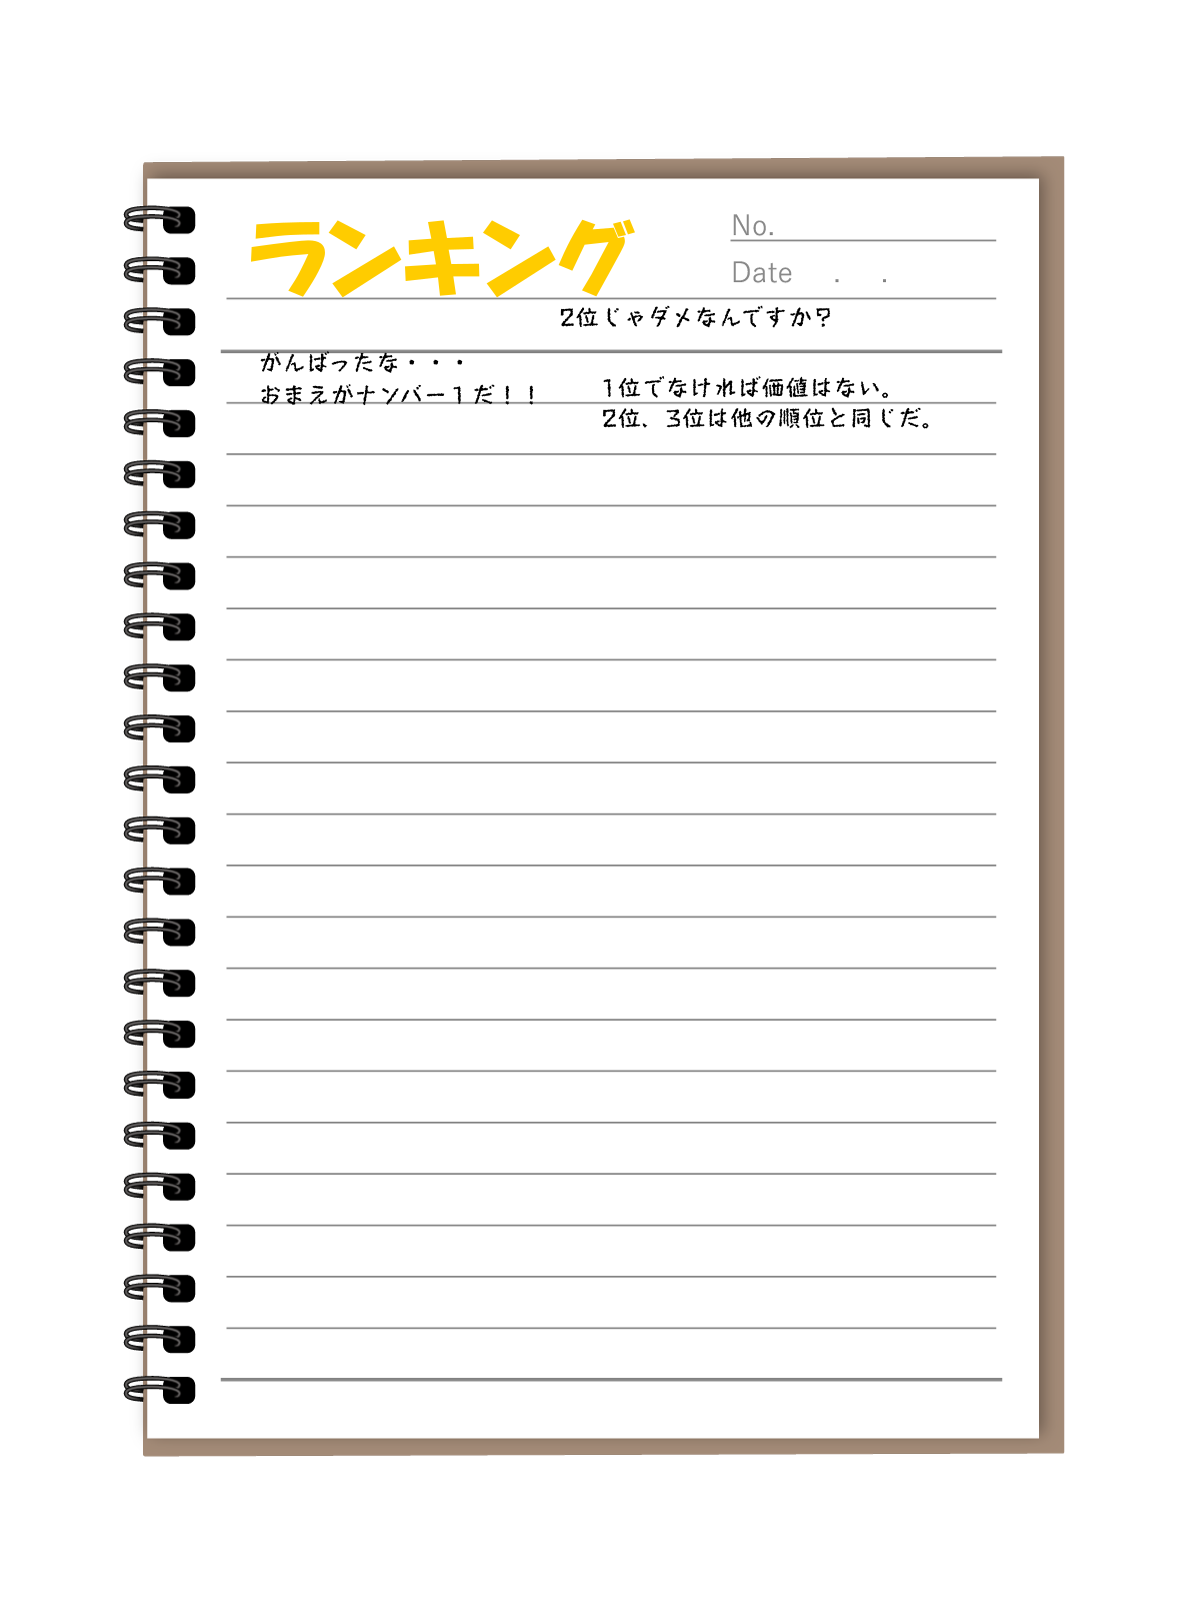 ランキング
No.
Date . .
2位じゃダメなんですか？
がんばったな・・・
おまえがナンバー１だ！！
1位でなければ価値はない。
2位、3位は他の順位と同じだ。